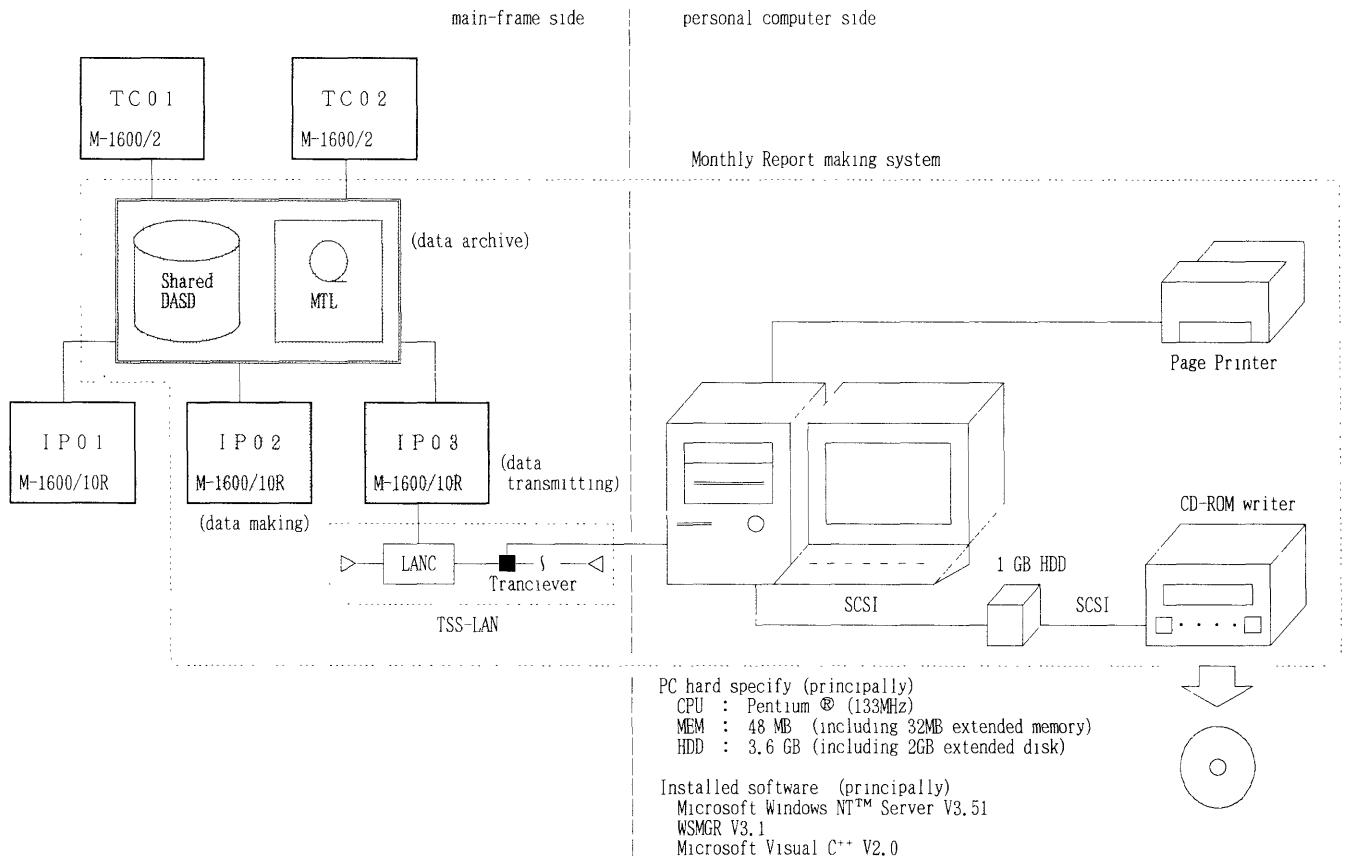 main-frame side
personal computer side
TC01
M-1600/2
TC02
M-1600/2
Monthly Report making system
(data archive)
Shared
DASD
MTL
Page Printer
IP01
M-1600/10R
IP02
M-1600/10R
IP03
M-1600/10R
(data
transmitting)
(data making)
CD-ROM writer
LANC
Tranciever
1 GB HDD
SCSI
SCSI
TSS-LAN
PC hard specify (principally)
CPU : Pentium ® (133MHz)
MEM : 48 MB (including 32MB extended memory)
HDD : 3.6 GB (including 2GB extended disk)
Installed software (principally)
Microsoft Windows NT™ Server V3.51
WSMGR V3.1
Microsoft Visual C⁺⁺ V2.0